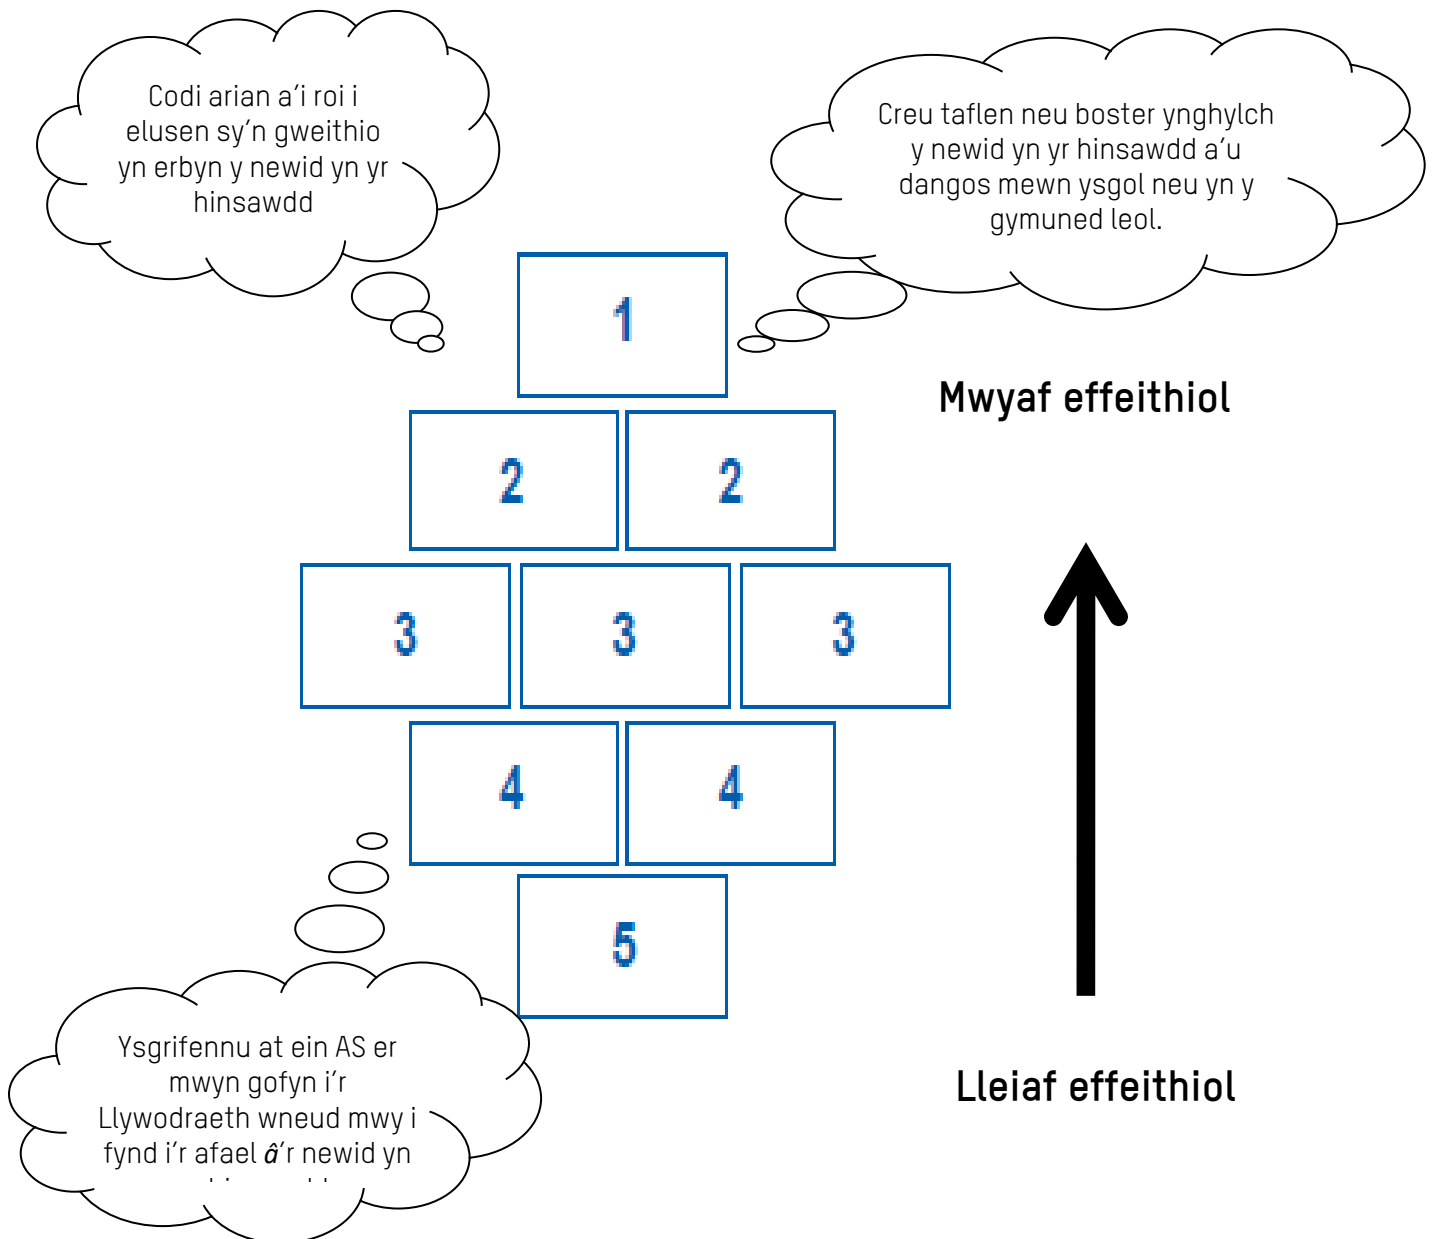 Codi arian a'i roi i
elusen sy'n gweithio
yn erbyn y newid yn yr
hinsawdd
Creu taflen neu boster ynghylch
y newid yn yr hinsawdd a'u
dangos mewn ysgol neu yn y
gymuned leol.
1
Mwyaf effeithiol
2 2
3 3 3
4 4
5
Ysgrifennu at ein AS er
mwyn gofyn i'r
Llywodraeth wneud mwy i
fynd i'r afael â'r newid yn
Lleiaf effeithiol